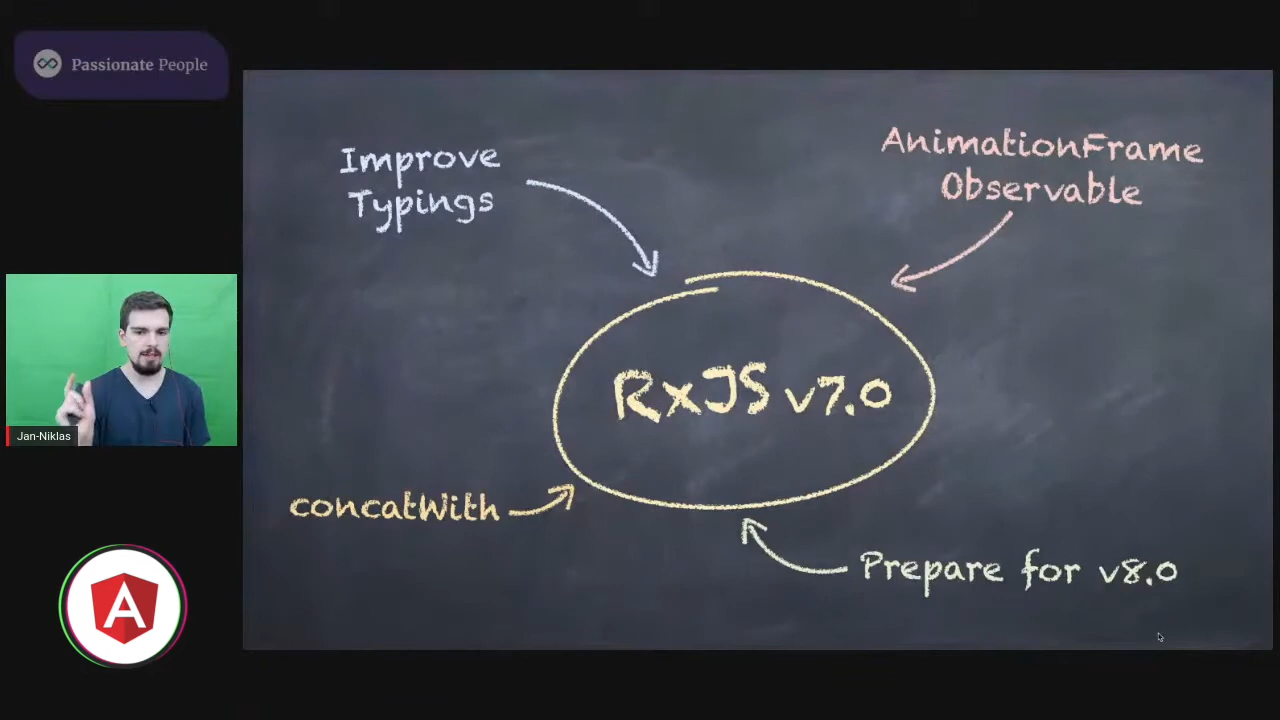 Passionate People
Improve
Typings
AnimationFrame
Observable
RxJS v7.0
concatWith
Prepare for v8.0
Jan-Niklas
A